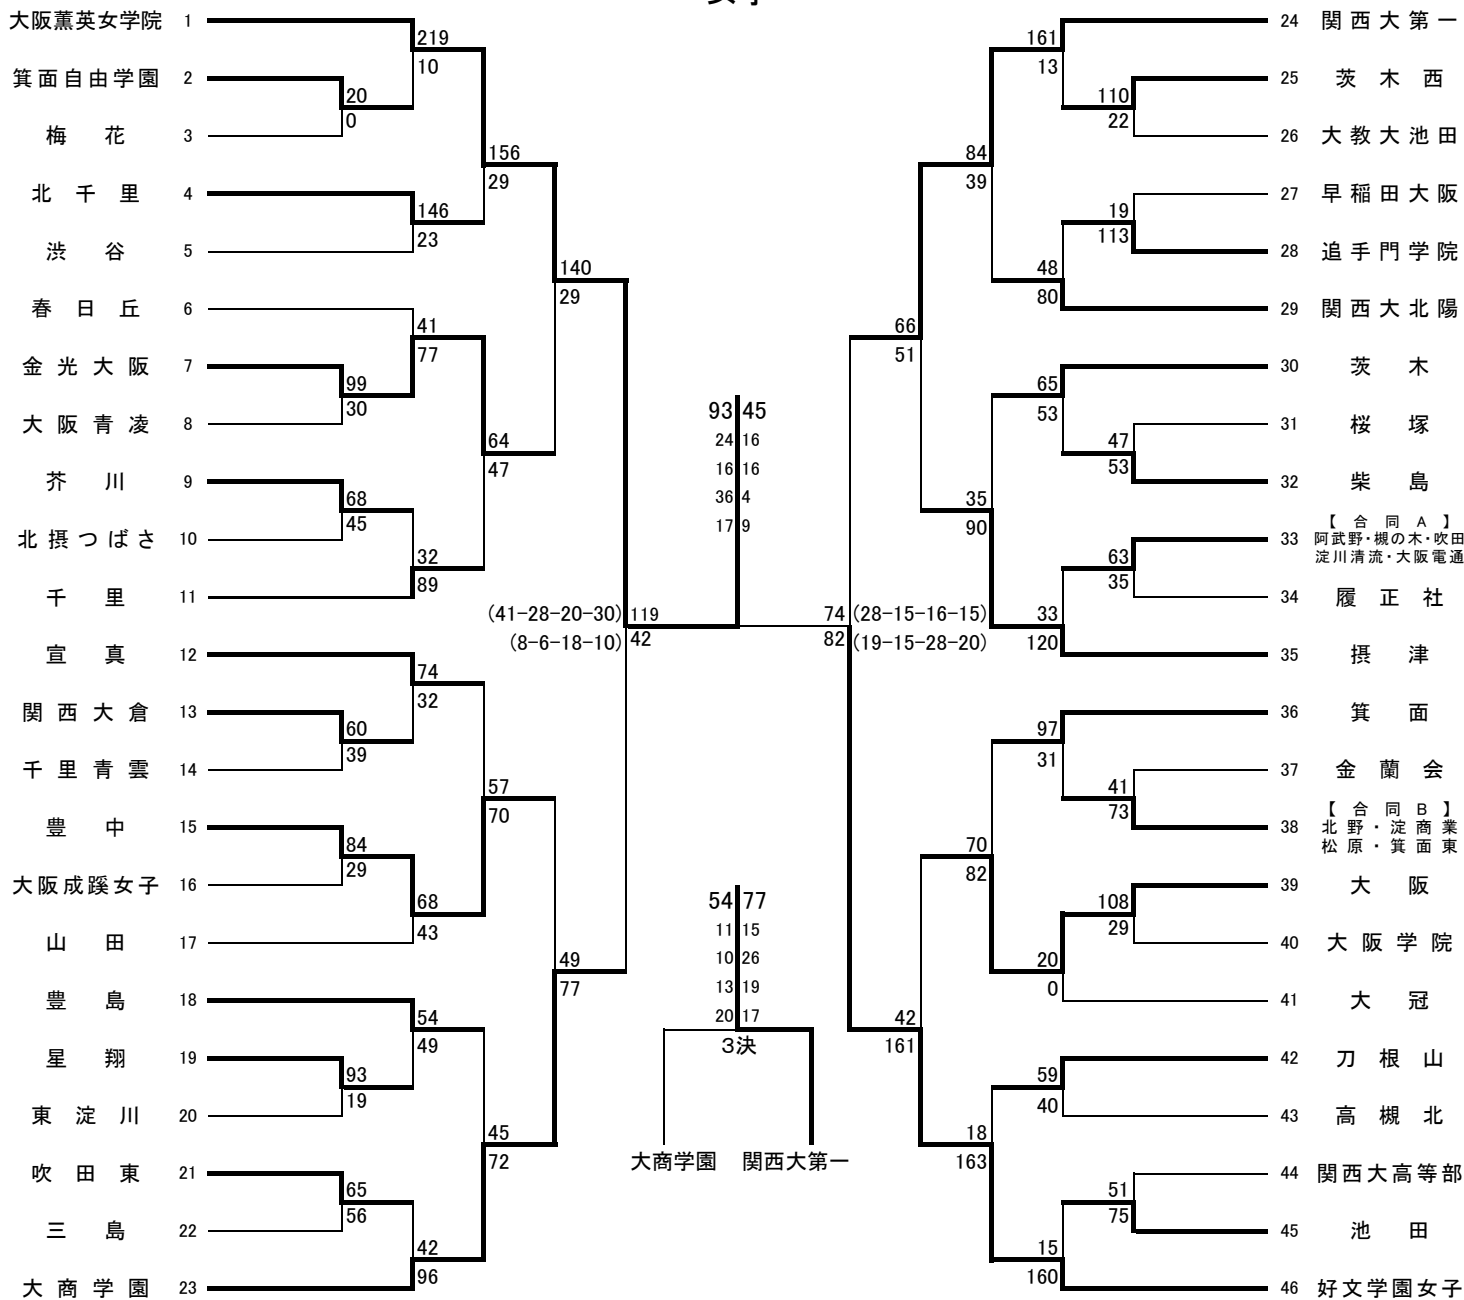 大阪薫英女学院 1
箕面自由学園 2
梅花 3
北千里 4
渋谷 5
春日丘 6
金光大阪 7
大阪青凌 8
芥川 9
北摂つばさ 10
千里 11
宣真 12
関西大倉 13
千里青雲 14
豊中 15
大阪成蹊女子 16
山田 17
豊島 18
星翔 19
東淀川 20
吹田東 21
三島 22
大商学園 23
20
0
99
30
68
45
60
39
84
29
93
19
65
56
219
10
146
23
41
77
32
89
74
32
68
43
54
49
42
96
156
29
64
47
57
70
45
72
140
29
49
77
(41-28-20-30) 119
(8-6-18-10) 42
93 45
24 16
16 16
36 4
17 9
54 77
11 15
10 26
13 19
20 17
3決
大商学園 関西大第一
74 (28-15-16-15)
82 (19-15-28-20)
66
51
42
161
84
39
35
90
70
82
18
163
161
13
48
80
65
53
33
120
97
31
20
0
59
40
15
160
110
22
19
113
47
53
63
35
41
73
108
29
51
75
24 関西大第一
25 茨木西
26 大教大池田
27 早稲田大阪
28 追手門学院
29 関西大北陽
30 茨木
31 桜塚
32 柴島
【合同A】
33 阿武野・槻の木・吹田
淀川清流・大阪電通
34 履正社
35 摂津
36 箕面
37 金蘭会
【合同B】
38 北野・淀商業
松原・箕面東
39 大阪
40 大阪学院
41 大冠
42 刀根山
43 高槻北
44 関西大高等部
45 池田
46 好文学園女子